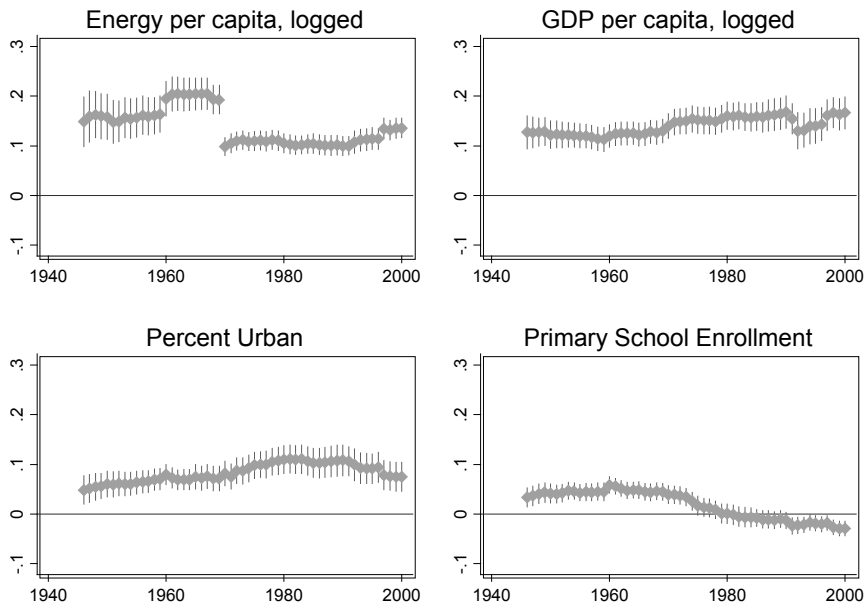 Energy per capita, logged
.3
.2
.1
0
-.1
1940 1960 1980 2000
GDP per capita, logged
.3
.2
.1
0
-.1
1940 1960 1980 2000
Percent Urban
.3
.2
.1
0
-.1
1940 1960 1980 2000
Primary School Enrollment
.3
.2
.1
0
-.1
1940 1960 1980 2000